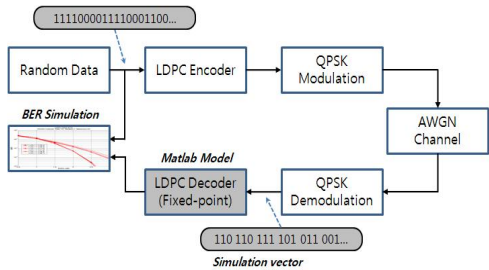 1111000011110001100...
Random Data
LDPC Encoder
QPSK
Modulation
BER Simulation
AWGN
Channel
Matlab Model
LDPC Decoder
(Fixed-point)
QPSK
Demodulation
110 110 111 101 011 001...
Simulation vector